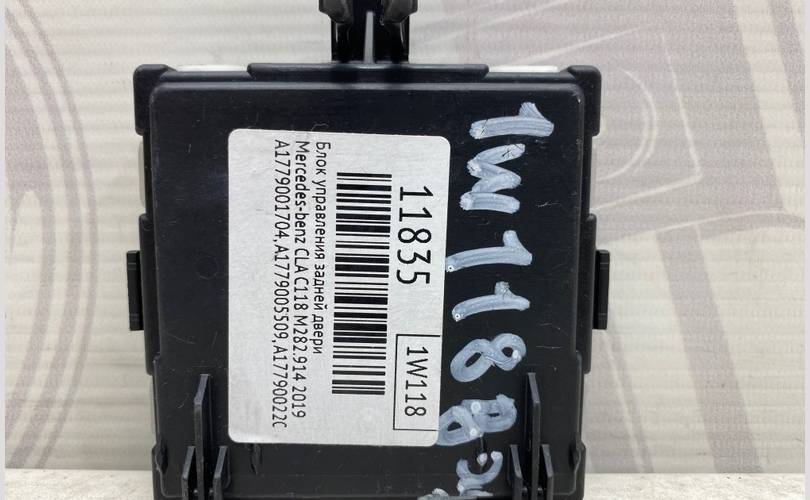 11835
1W118
Блок управления задней двери
Mercedes-benz CLA C118 M282.914 2019
A1779001704, A1779005509, A17790022C
1W118